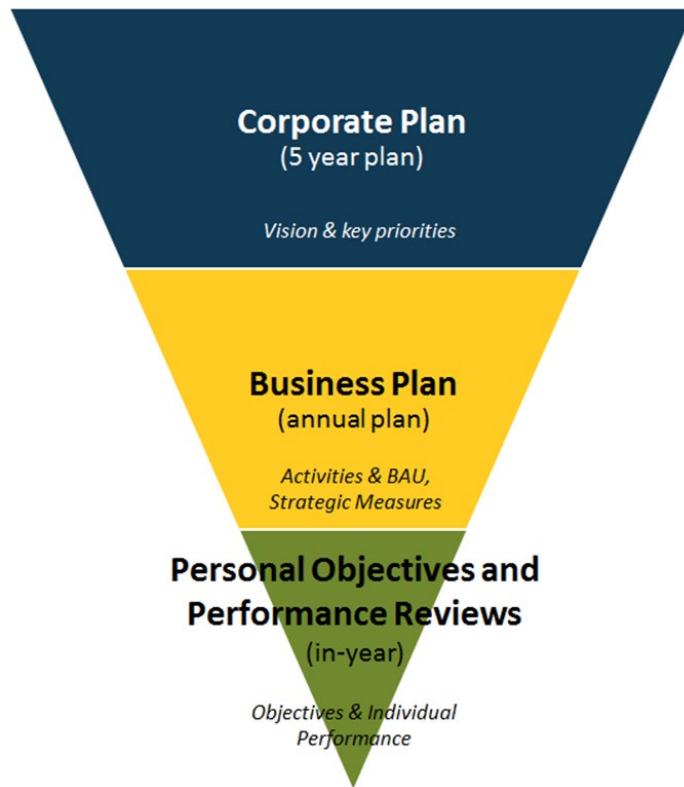 Corporate Plan
(5 year plan)
Vision & key priorities
Business Plan
(annual plan)
Activities & BAU,
Strategic Measures
Personal Objectives and
Performance Reviews
(in-year)
Objectives & Individual
Performance